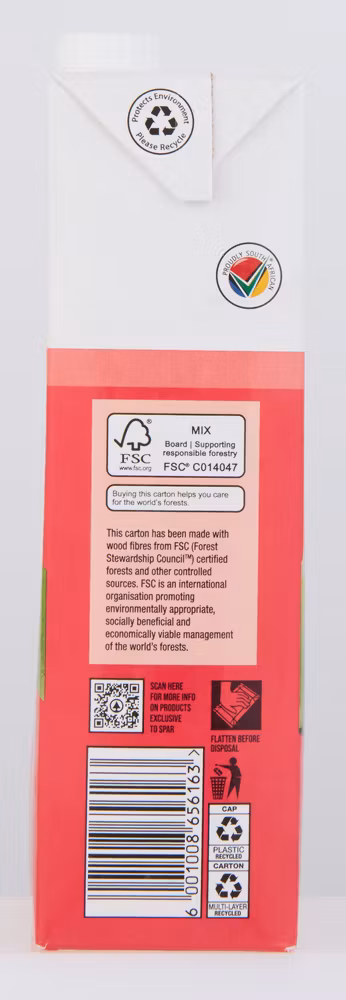 Protects Environment
Please Recycle
PROUDLY SOUTH AFRICAN
FSC®
www.fsc.org
MIX
Board | Supporting
responsible forestry
FSC® C014047
Buying this carton helps you care
for the world's forests.
This carton has been made with
wood fibres from FSC (Forest
Stewardship Council™) certified
forests and other controlled
sources. FSC is an international
organisation promoting
environmentally appropriate,
socially beneficial and
economically viable management
of the world's forests.
SCAN HERE
FOR MORE INFO
ON PRODUCTS
EXCLUSIVE
TO SPAR
FLATTEN BEFORE
DISPOSAL
6 001008 656163 >
CAP
PLASTIC
RECYCLED
CARTON
MULTI-LAYER
RECYCLED